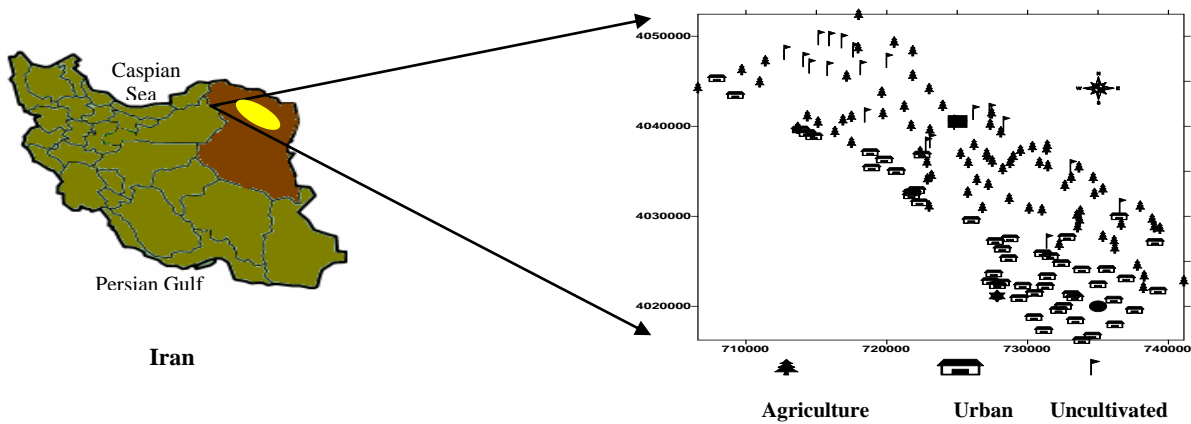 Caspian
Sea
Persian Gulf
Iran
4050000
4040000
4030000
4020000
710000 720000 730000 740000
Agriculture Urban Uncultivated